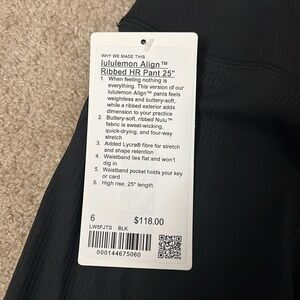 WHY WE MADE THIS
lululemon Align™
Ribbed HR Pant 25"
1. When feeling nothing is
everything. This version of our
lululemon Align™ pants feels
weightless and buttery-soft,
while a ribbed exterior adds
dimension to your practice
2. Buttery-soft, ribbed Nulu™
fabric is sweat-wicking,
quick-drying, and four-way
stretch
3. Added Lycra® fibre for stretch
and shape retention
4. Waistband lies flat and won't
dig in
5. Waistband pocket holds your key
or card
6. High rise, 25" length
6 $118.00
LW5FJTS BLK
000144675060